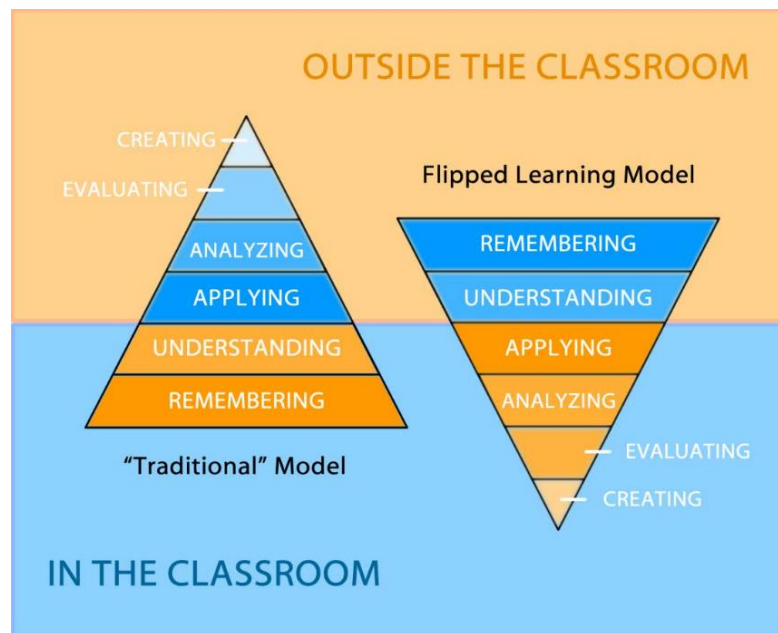 OUTSIDE THE CLASSROOM
CREATING
EVALUATING
ANALYZING
APPLYING
UNDERSTANDING
REMEMBERING
"Traditional" Model
Flipped Learning Model
REMEMBERING
UNDERSTANDING
APPLYING
ANALYZING
EVALUATING
CREATING
IN THE CLASSROOM